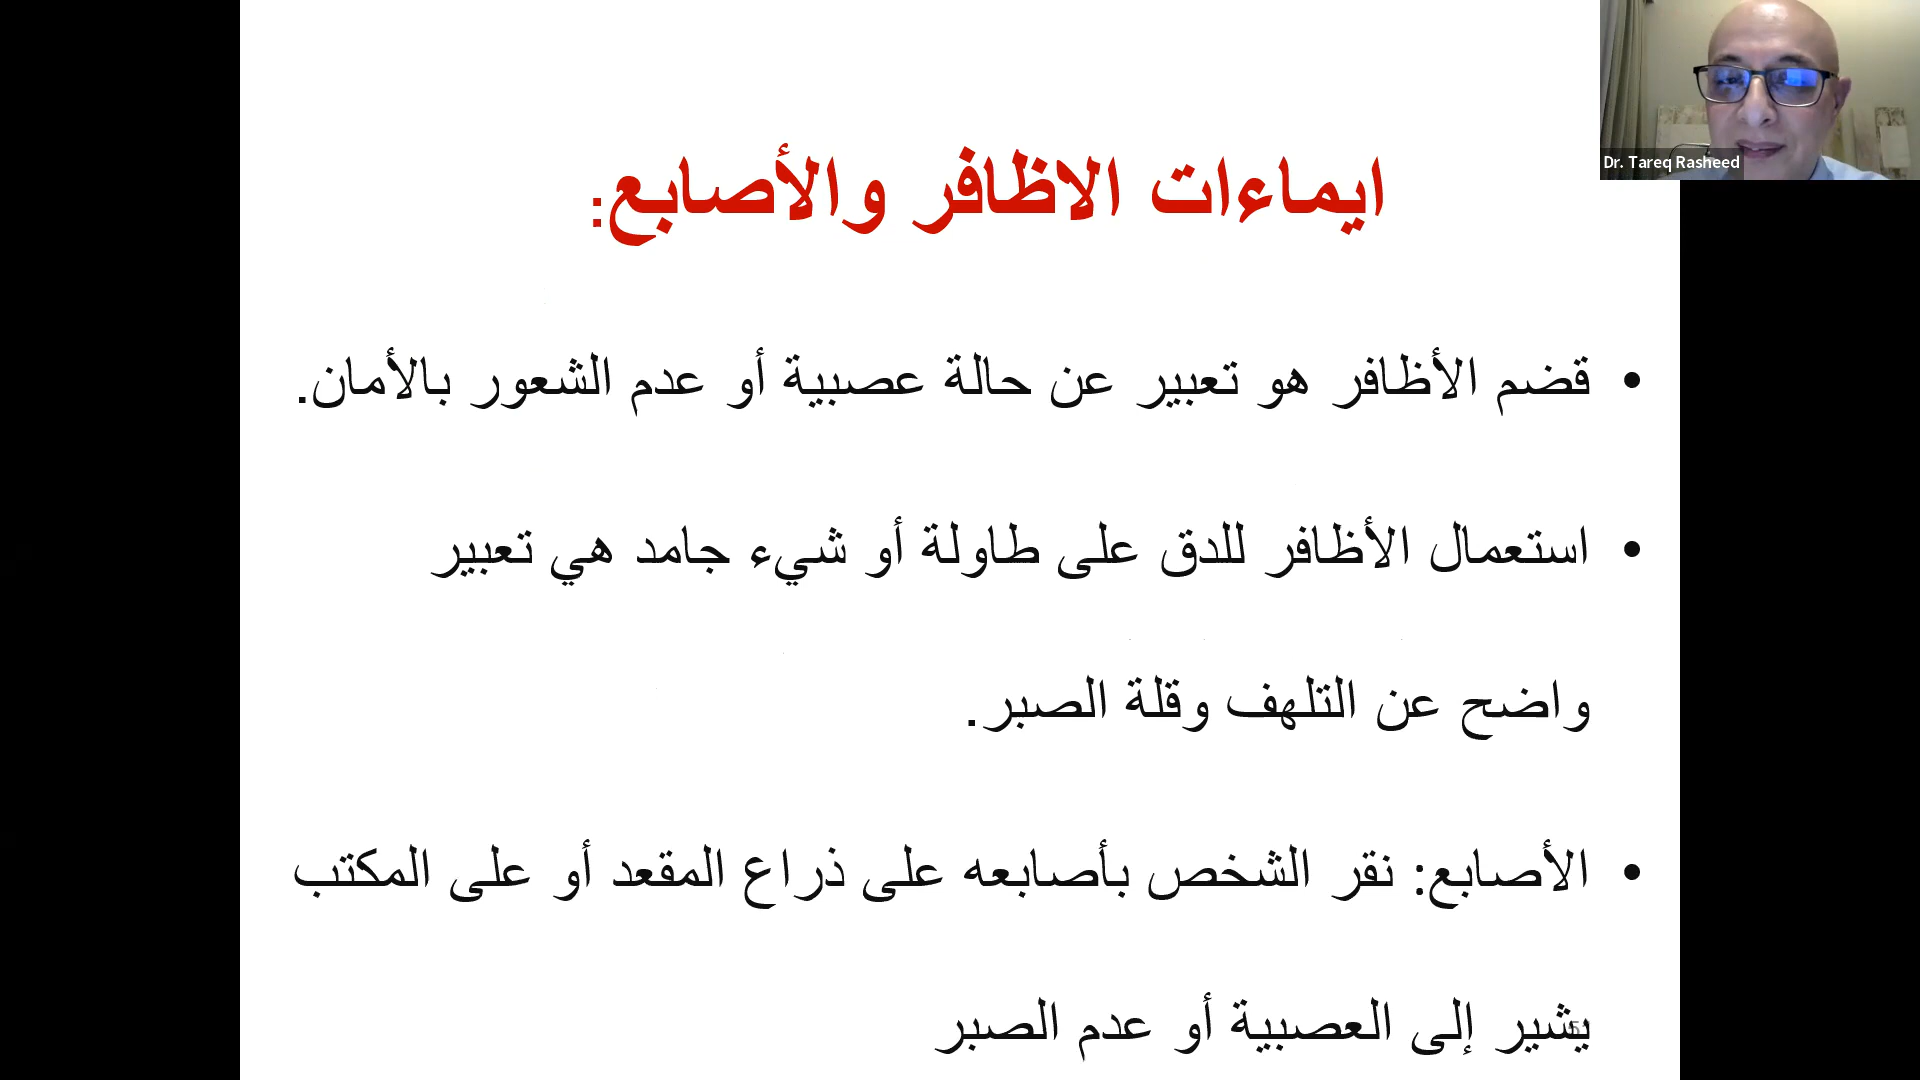 ايماءات الاظافر والأصابع:
• قضم الأظافر هو تعبير عن حالة عصبية أو عدم الشعور بالأمان.
• استعمال الأظافر للدق على طاولة أو شيء جامد هي تعبير
واضح عن التلهف وقلة الصبر.
• الأصابع: نقر الشخص بأصابعه على ذراع المقعد أو على المكتب
يشير إلى العصبية أو عدم الصبر
Dr. Tareq Rasheed